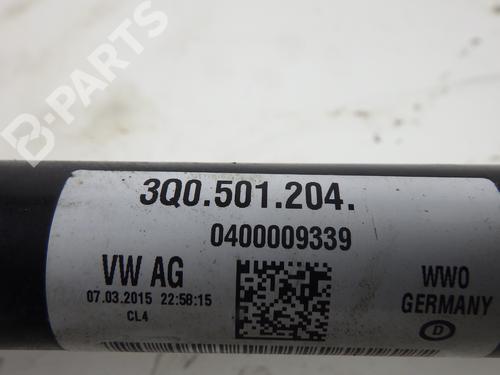 B-PARTS
3Q0.501.204.
0400009339
VW AG
07.03.2015 22:58:15
CL4
WWO
GERMANY
D